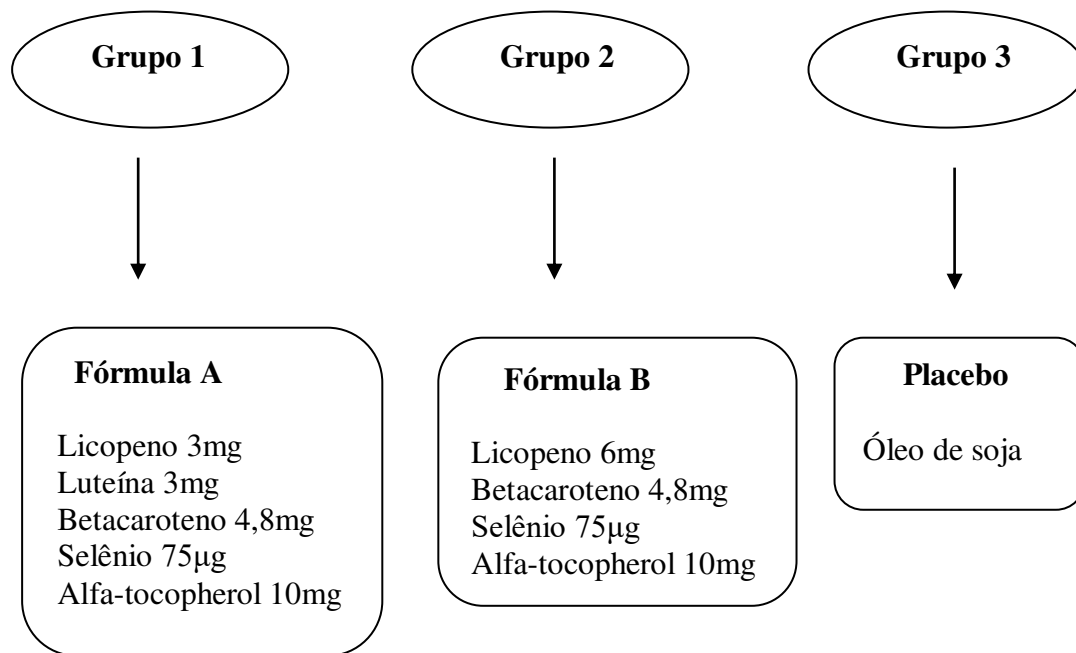 Grupo 1
Grupo 2
Grupo 3
Fórmula A
Licopeno 3mg
Luteína 3mg
Betacaroteno 4,8mg
Selênio 75μg
Alfa-tocopherol 10mg
Fórmula B
Licopeno 6mg
Betacaroteno 4,8mg
Selênio 75μg
Alfa-tocopherol 10mg
Placebo
Óleo de soja